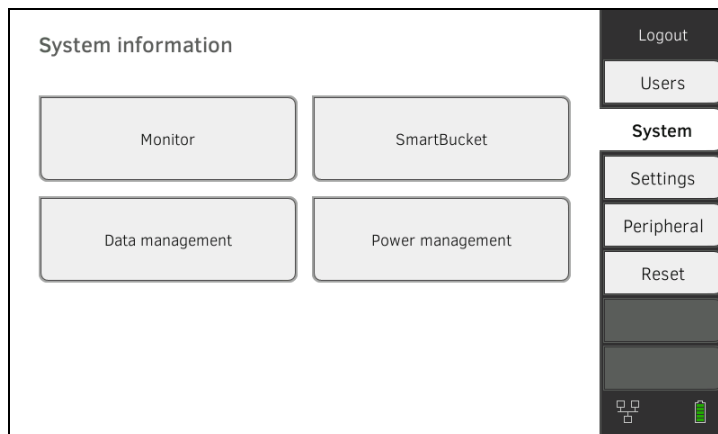 System information
Monitor
SmartBucket
Data management
Power management
Logout
Users
System
Settings
Peripheral
Reset